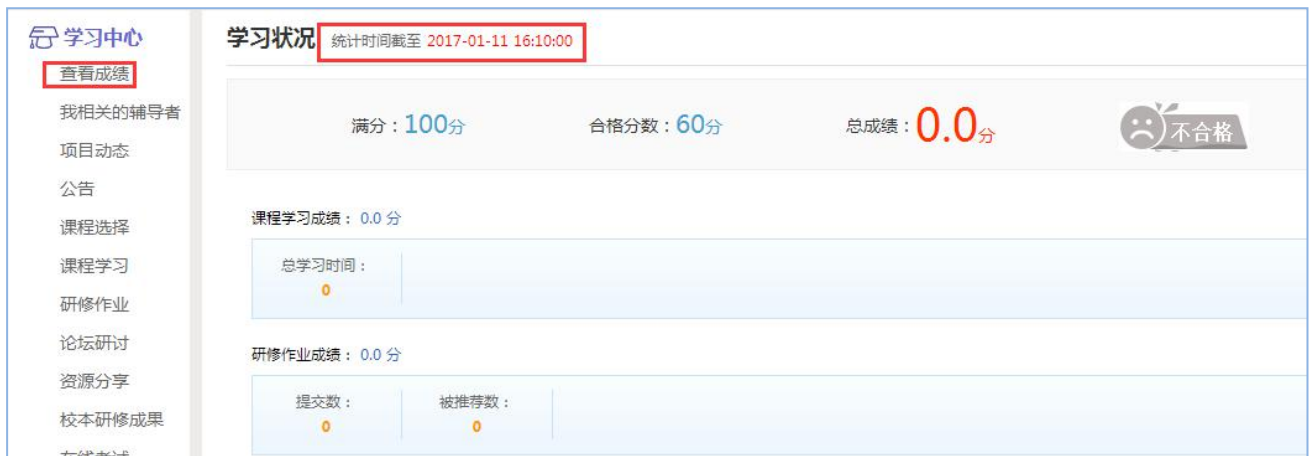 学习中心
查看成绩
我相关的辅导者
项目动态
公告
课程选择
课程学习
研修作业
论坛研讨
资源分享
校本研修成果
在线考试
学习状况 统计时间截至 2017-01-11 16:10:00
满分：100分 合格分数：60分 总成绩：0.0分 不合格
课程学习成绩： 0.0 分
总学习时间：
0
研修作业成绩： 0.0 分
提交数： 被推荐数：
0 0